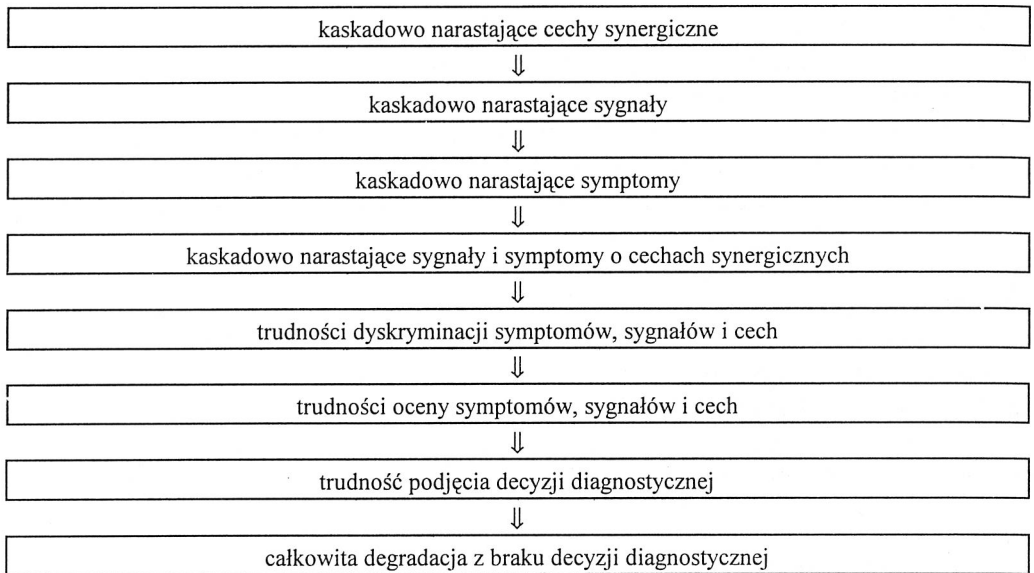 kaskadowo narastające cechy synergiczne
⇓
kaskadowo narastające sygnały
⇓
kaskadowo narastające symptomy
⇓
kaskadowo narastające sygnały i symptomy o cechach synergicznych
⇓
trudności dyskryminacji symptomów, sygnałów i cech
⇓
trudności oceny symptomów, sygnałów i cech
⇓
trudność podjęcia decyzji diagnostycznej
⇓
całkowita degradacja z braku decyzji diagnostycznej